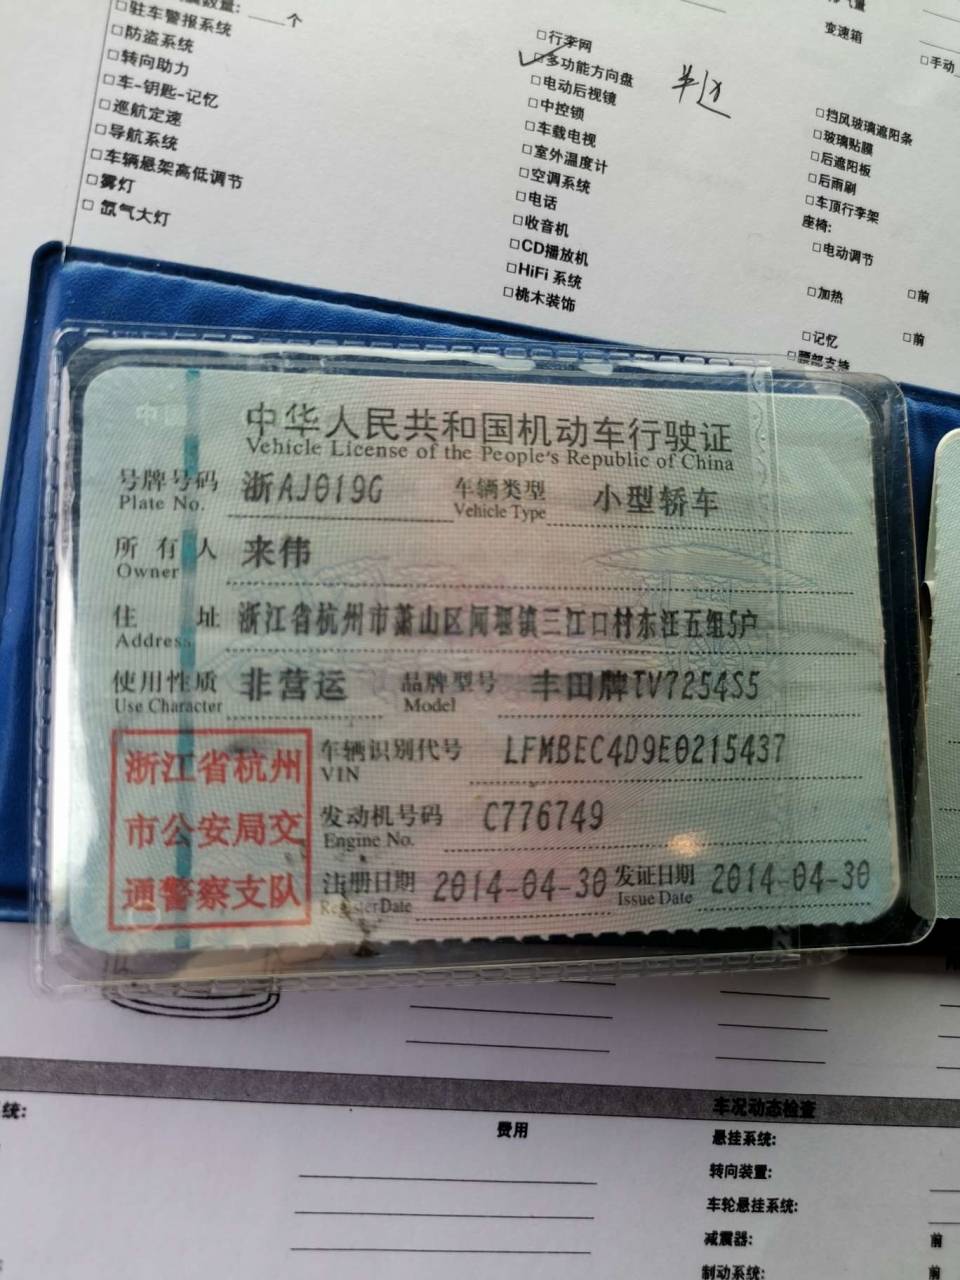 数量: 个
□驻车警报系统
□防盗系统
□转向助力
□车-钥匙-记忆
□巡航定速
□导航系统
□车辆悬架高低调节
□雾灯
□氙气大灯
□行李网
□多功能方向盘
□电动后视镜
□中控锁
□车载电视
□室外温度计
□空调系统
□电话
□收音机
□CD播放机
□HiFi 系统
□桃木装饰
变速箱
□手动
□挡风玻璃遮阳条
□玻璃贴膜
□后遮阳板
□后雨刷
□车顶行李架
座椅:
□电动调节
□加热 □前
□记忆 □前
□腰部支持
中华人民共和国机动车行驶证
Vehicle License of the People's Republic of China
号牌号码 浙AJ019G 车辆类型 小型轿车
Plate No. Vehicle Type
所有人 来伟
Owner
住址 浙江省杭州市萧山区闻堰镇三江口村东汪五组5户
Address
使用性质 非营运 品牌型号 丰田牌TV7254S5
Use Character Model
浙江省杭州
市公安局交
通警察支队
车辆识别代号 LFMBEC4D9E0215437
VIN
发动机号码 C776749
Engine No.
注册日期 2014-04-30 发证日期 2014-04-30
Register Date Issue Date
统:
费用
车况动态检查
悬挂系统:
转向装置:
车轮悬挂系统:
减震器: 前
制动系统: 前